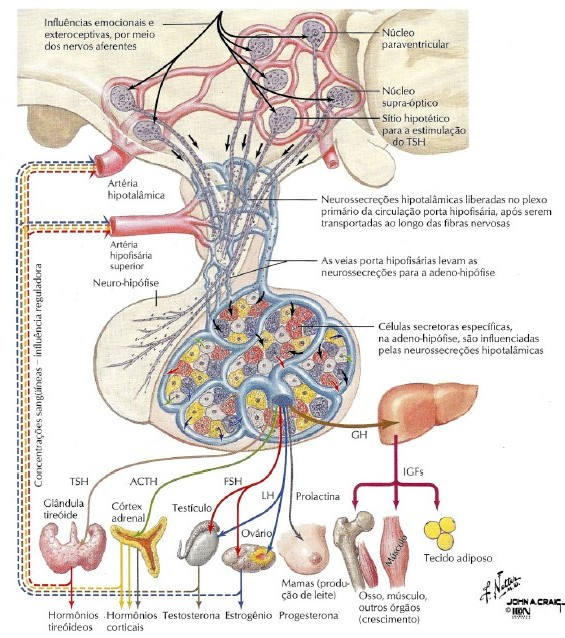 Influências emocionais e
exteroceptivas, por meio
dos nervos aferentes
Núcleo
paraventricular
Núcleo
supra-óptico
Sítio hipotético
para a estimulação
do TSH
Artéria
hipotalâmica
Neurossecreções hipotalâmicas liberadas no plexo
primário da circulação porta hipofisária, após serem
transportadas ao longo das fibras nervosas
Artéria
hipofisária
superior
As veias porta hipofisárias levam as
neurossecreções para a adeno-hipófise
Neuro-hipófise
Concentrações sangüíneas – influência reguladora
Células secretoras específicas,
na adeno-hipófise, são influenciadas
pelas neurossecreções hipotalâmicas
GH
IGFs
TSH
ACTH
FSH
LH
Prolactina
Glândula
tireóide
Córtex
adrenal
Testículo
Ovário
Mamas (produ-
ção de leite)
Músculo
Osso, músculo,
outros órgãos
(crescimento)
Tecido adiposo
Hormônios
tireóideos
Hormônios
corticais
Testosterona
Estrogênio
Progesterona
JOHN A. CRAIG
©